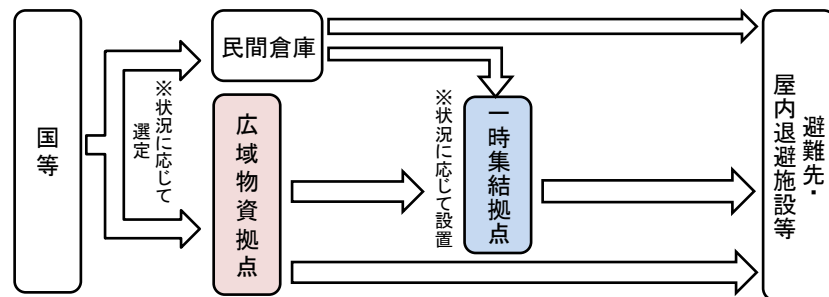 国等
※状況に応じて
選定
民間倉庫
広域物資拠点
※状況に応じて設置
一時集結拠点
避難先・
屋内退避施設等